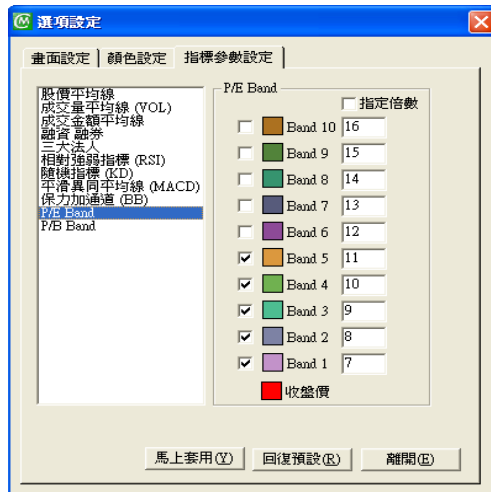 選項設定
畫面設定 顏色設定 指標參數設定
股價平均線
成交量平均線 (VOL)
成交金額平均線
融資 融券
三大法人
相對強弱指標 (RSI)
隨機指標 (KD)
平滑異同平均線 (MACD)
保力加通道 (BB)
P/E Band
P/B Band
P/E Band
指定倍數
Band 10 16
Band 9 15
Band 8 14
Band 7 13
Band 6 12
Band 5 11
Band 4 10
Band 3 9
Band 2 8
Band 1 7
收盤價
馬上套用(Y) 回復預設(R) 離開(E)